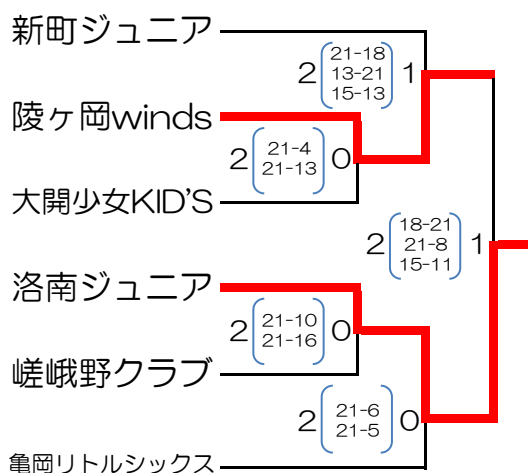 新町ジュニア
2 21-18 1
13-21
15-13
陵ヶ岡winds
2 21-4 0
21-13
大開少女KID'S
2 18-21 1
21-8
15-11
洛南ジュニア
2 21-10 0
21-16
嵯峨野クラブ
2 21-6 0
21-5
亀岡リトルシックス